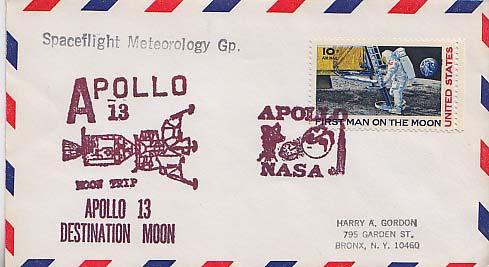 Spaceflight Meteorology Gp.
10¢
AIR MAIL
UNITED STATES
FIRST MAN ON THE MOON
APOLLO
13
MOON TRIP
APOLLO 13
DESTINATION MOON
APOLLO
NASA
HARRY A. GORDON
795 GARDEN ST.
BRONX, N. Y. 10460